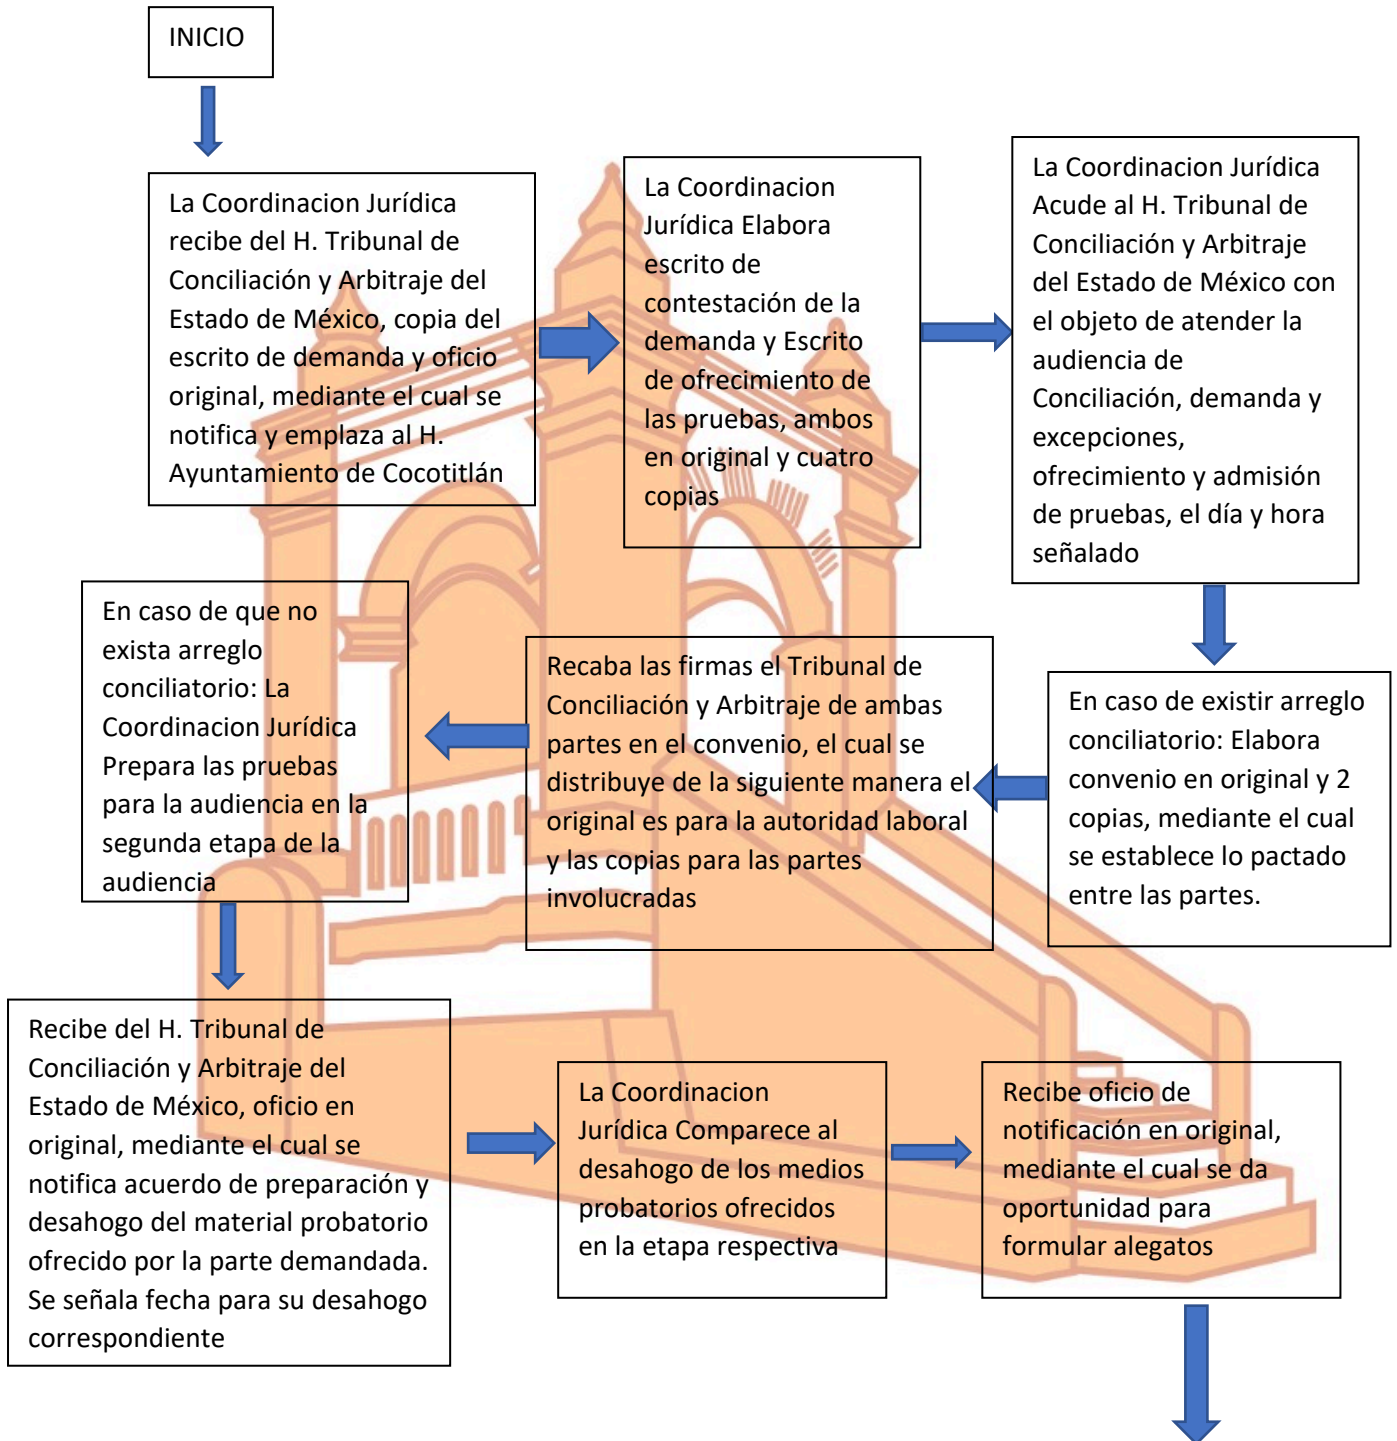 INICIO
La Coordinacion Jurídica
recibe del H. Tribunal de
Conciliación y Arbitraje del
Estado de México, copia del
escrito de demanda y oficio
original, mediante el cual se
notifica y emplaza al H.
Ayuntamiento de Cocotitlán
La Coordinacion
Jurídica Elabora
escrito de
contestación de la
demanda y Escrito
de ofrecimiento de
las pruebas, ambos
en original y cuatro
copias
La Coordinacion Jurídica
Acude al H. Tribunal de
Conciliación y Arbitraje
del Estado de México con
el objeto de atender la
audiencia de
Conciliación, demanda y
excepciones,
ofrecimiento y admisión
de pruebas, el día y hora
señalado
En caso de existir arreglo
conciliatorio: Elabora
convenio en original y 2
copias, mediante el cual
se establece lo pactado
entre las partes.
Recaba las firmas el Tribunal de
Conciliación y Arbitraje de ambas
partes en el convenio, el cual se
distribuye de la siguiente manera el
original es para la autoridad laboral
y las copias para las partes
involucradas
En caso de que no
exista arreglo
conciliatorio: La
Coordinacion Jurídica
Prepara las pruebas
para la audiencia en la
segunda etapa de la
audiencia
Recibe del H. Tribunal de
Conciliación y Arbitraje del
Estado de México, oficio en
original, mediante el cual se
notifica acuerdo de preparación y
desahogo del material probatorio
ofrecido por la parte demandada.
Se señala fecha para su desahogo
correspondiente
La Coordinacion
Jurídica Comparece al
desahogo de los medios
probatorios ofrecidos
en la etapa respectiva
Recibe oficio de
notificación en original,
mediante el cual se da
oportunidad para
formular alegatos